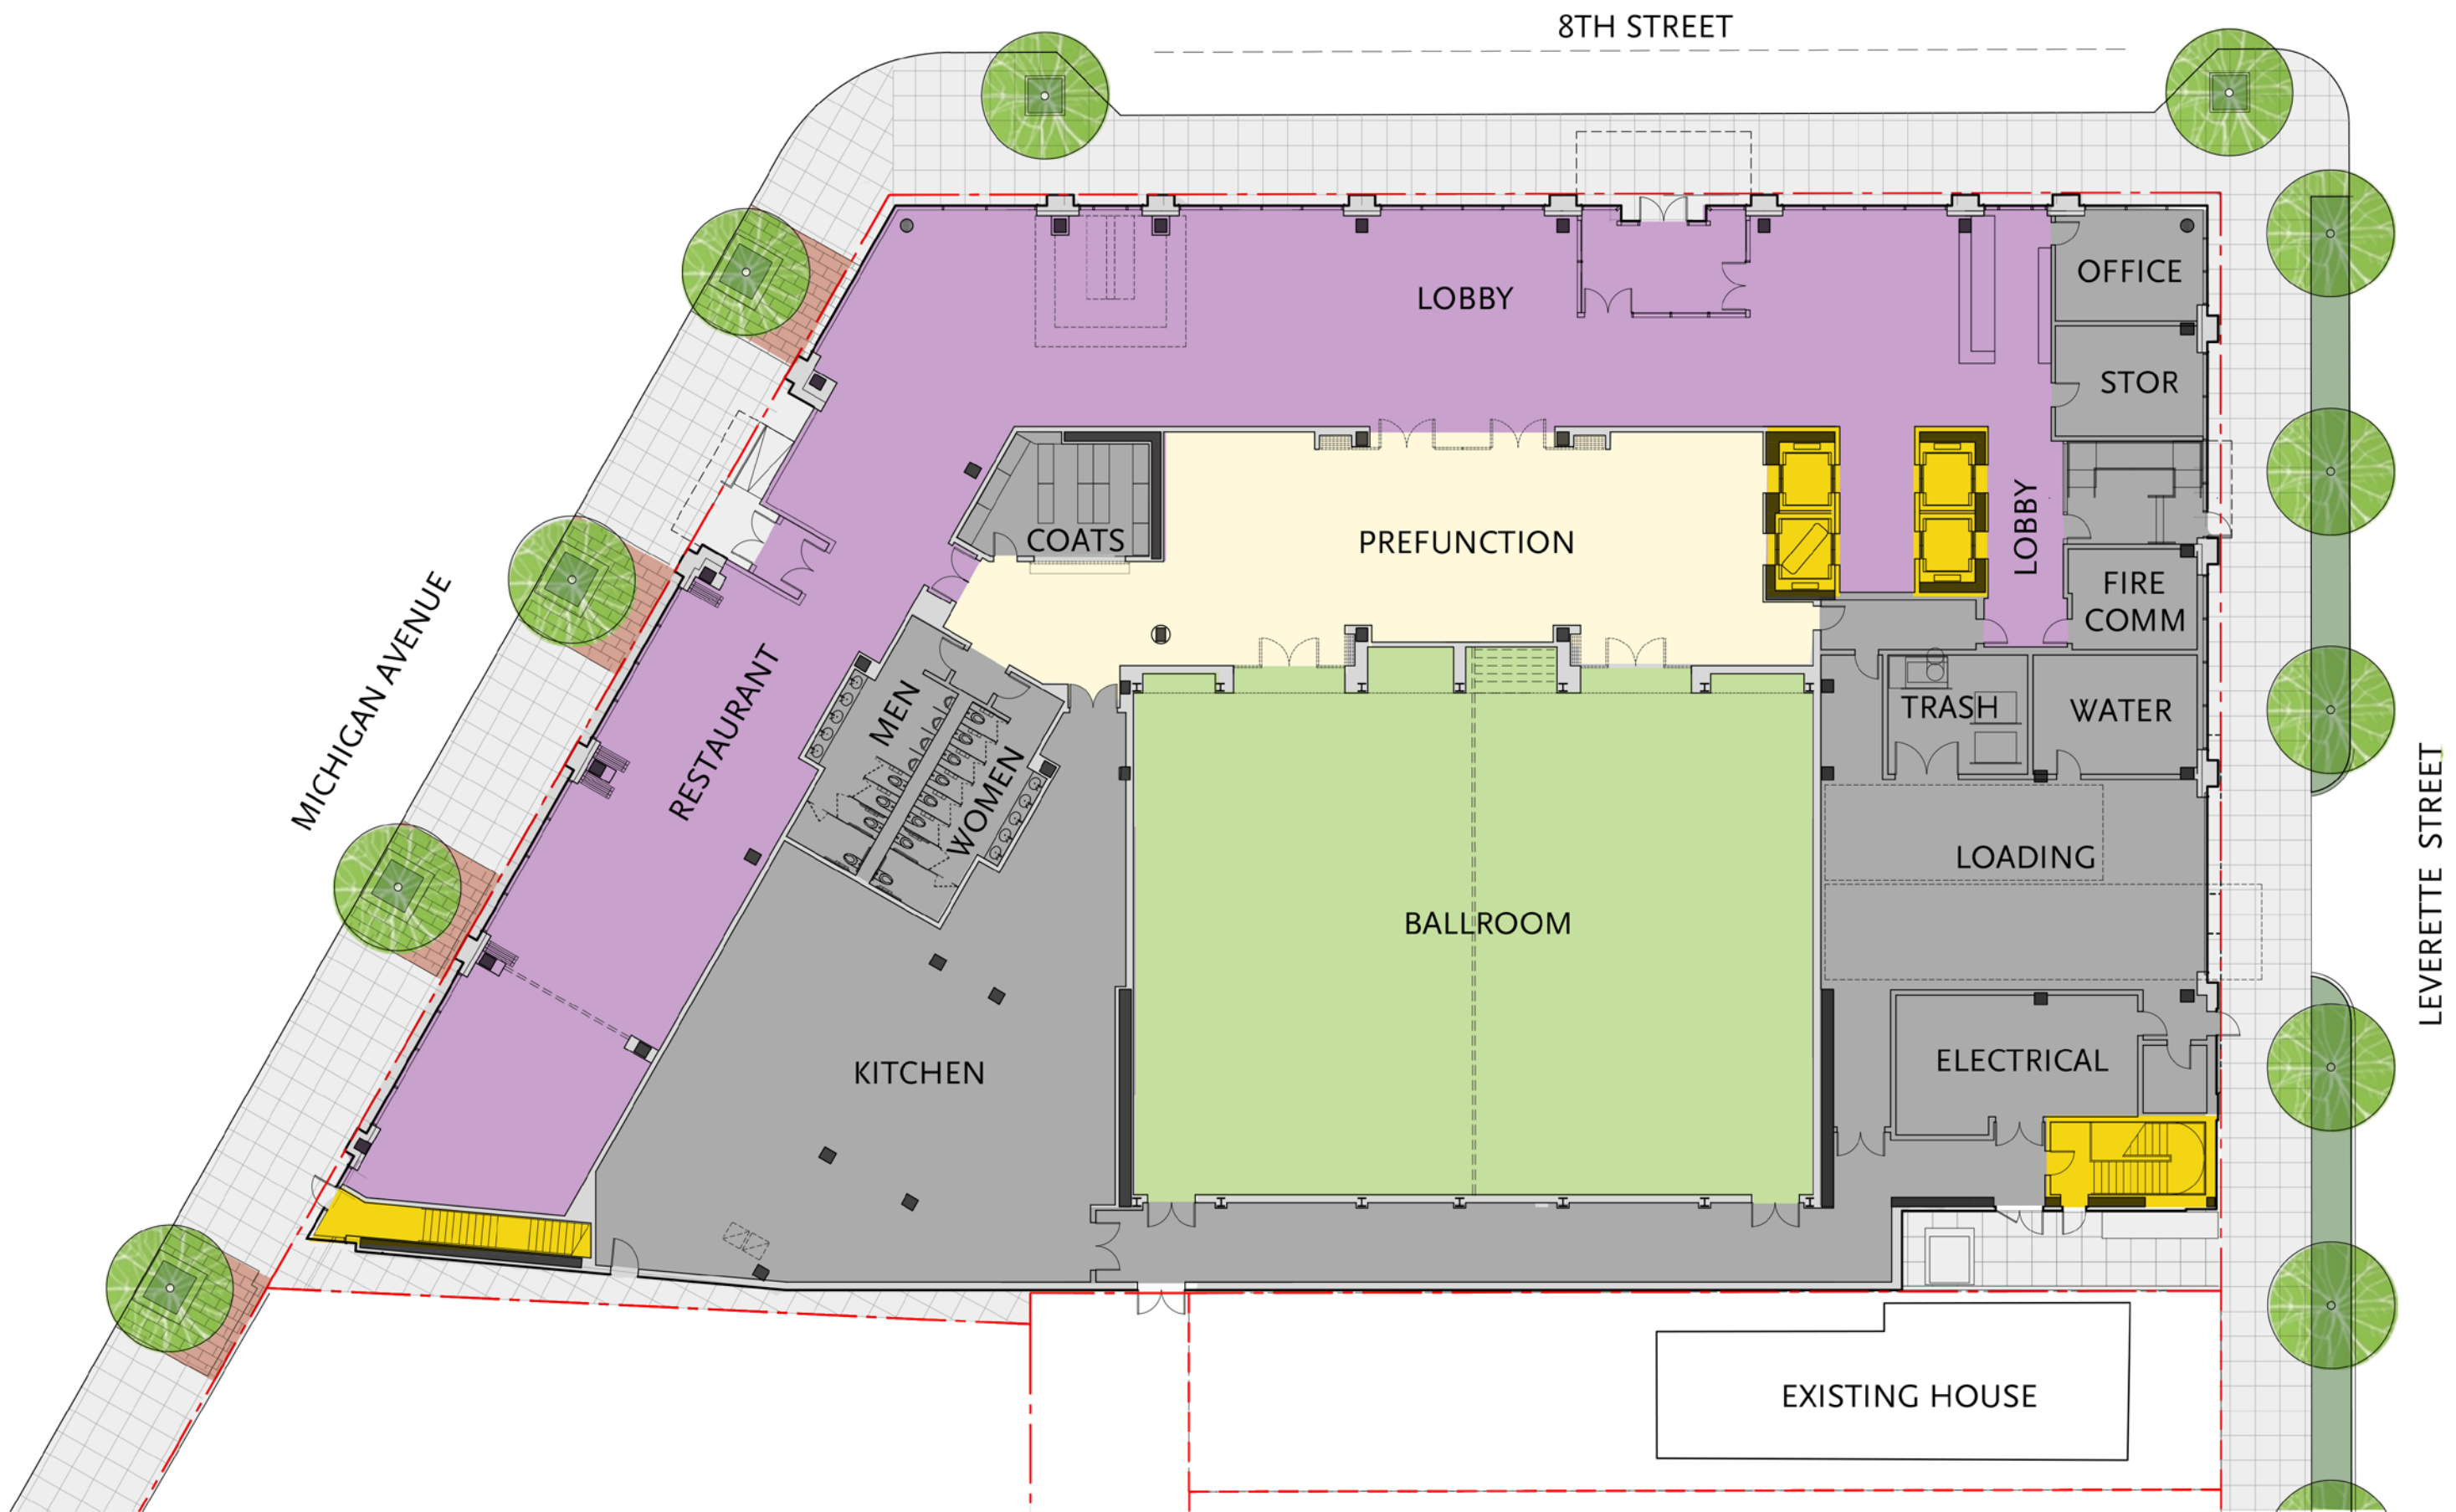 8TH STREET
OFFICE
LOBBY
STOR
LOBBY
COATS
PREFUNCTION
FIRE
COMM
MICHIGAN AVENUE
RESTAURANT
MEN
WOMEN
TRASH
WATER
LOADING
LEVERETTE STREET
BALLROOM
KITCHEN
ELECTRICAL
EXISTING HOUSE